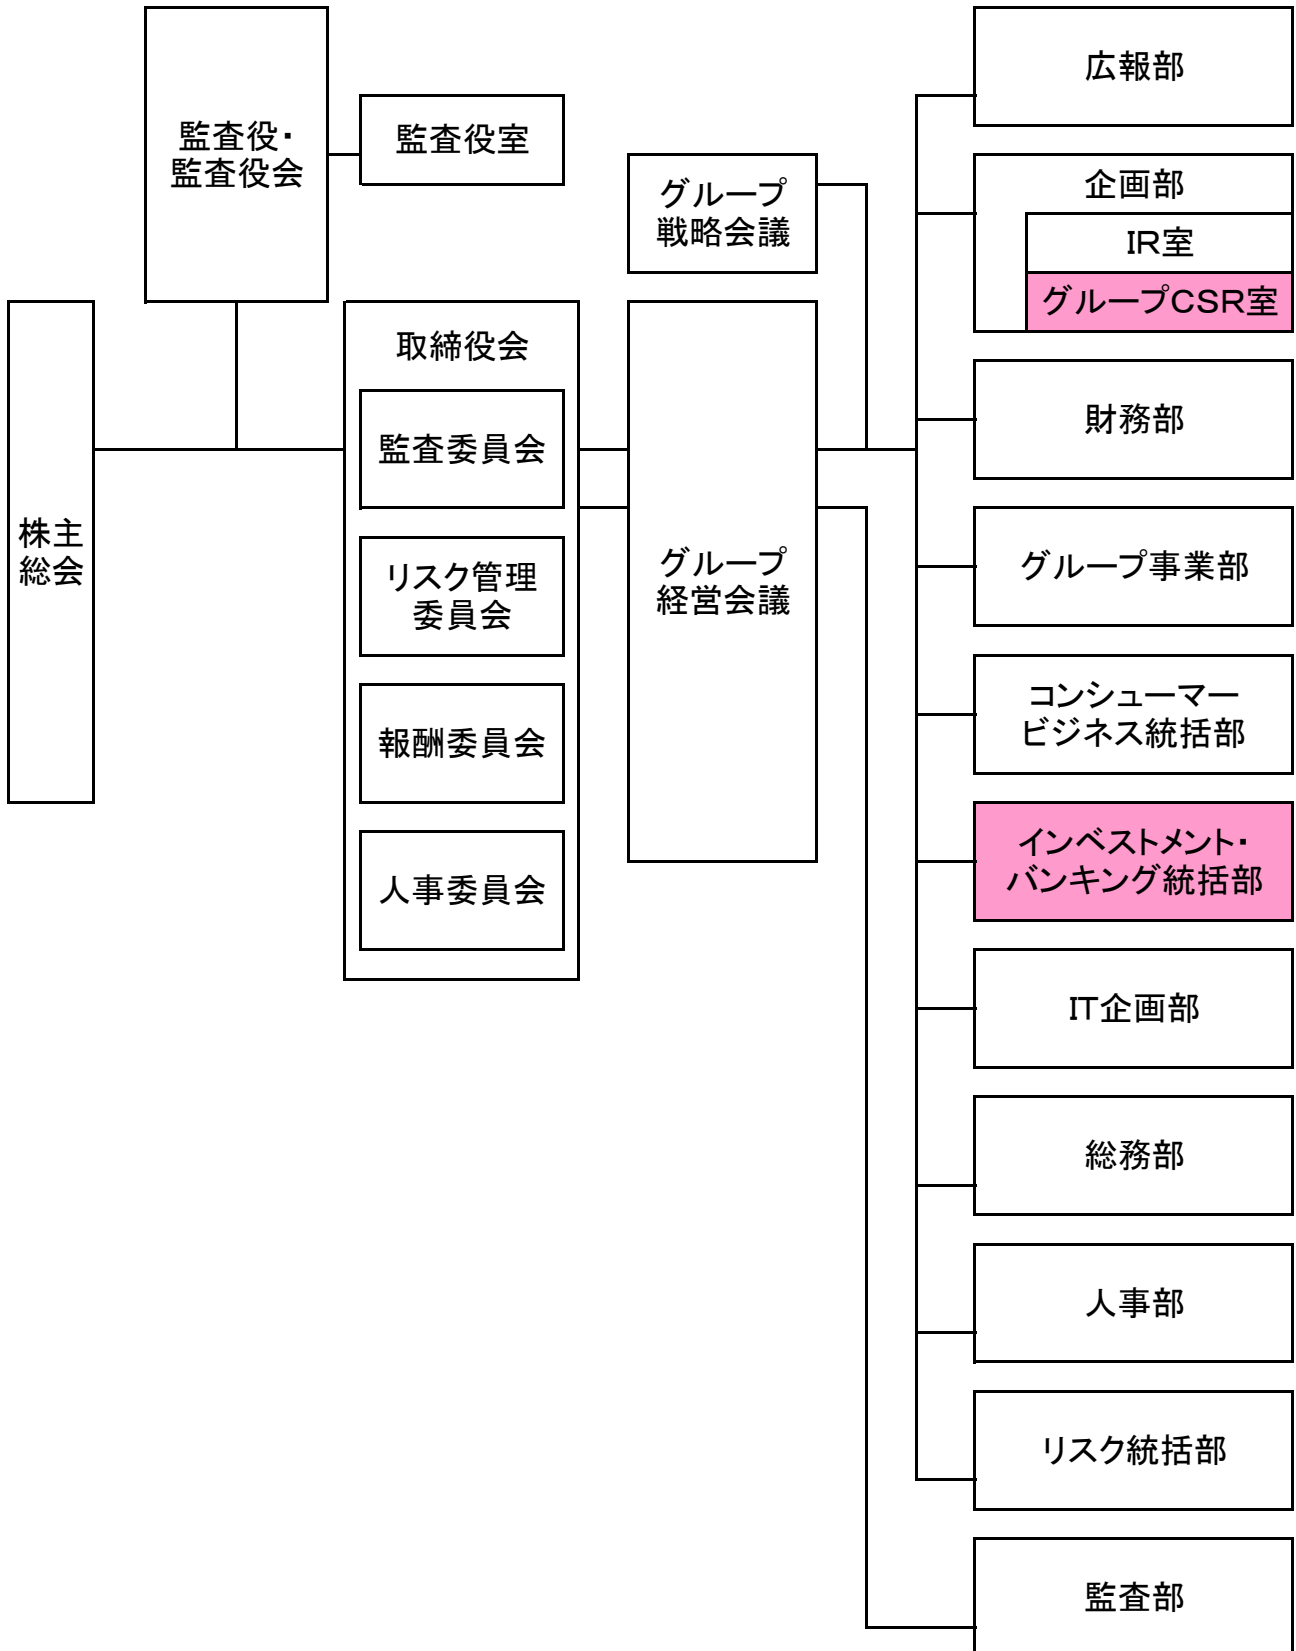 株主
総会
監査役・
監査役会
監査役室
取締役会
監査委員会
リスク管理
委員会
報酬委員会
人事委員会
グループ
戦略会議
グループ
経営会議
広報部
企画部
IR室
グループCSR室
財務部
グループ事業部
コンシューマー
ビジネス統括部
インベストメント・
バンキング統括部
IT企画部
総務部
人事部
リスク統括部
監査部